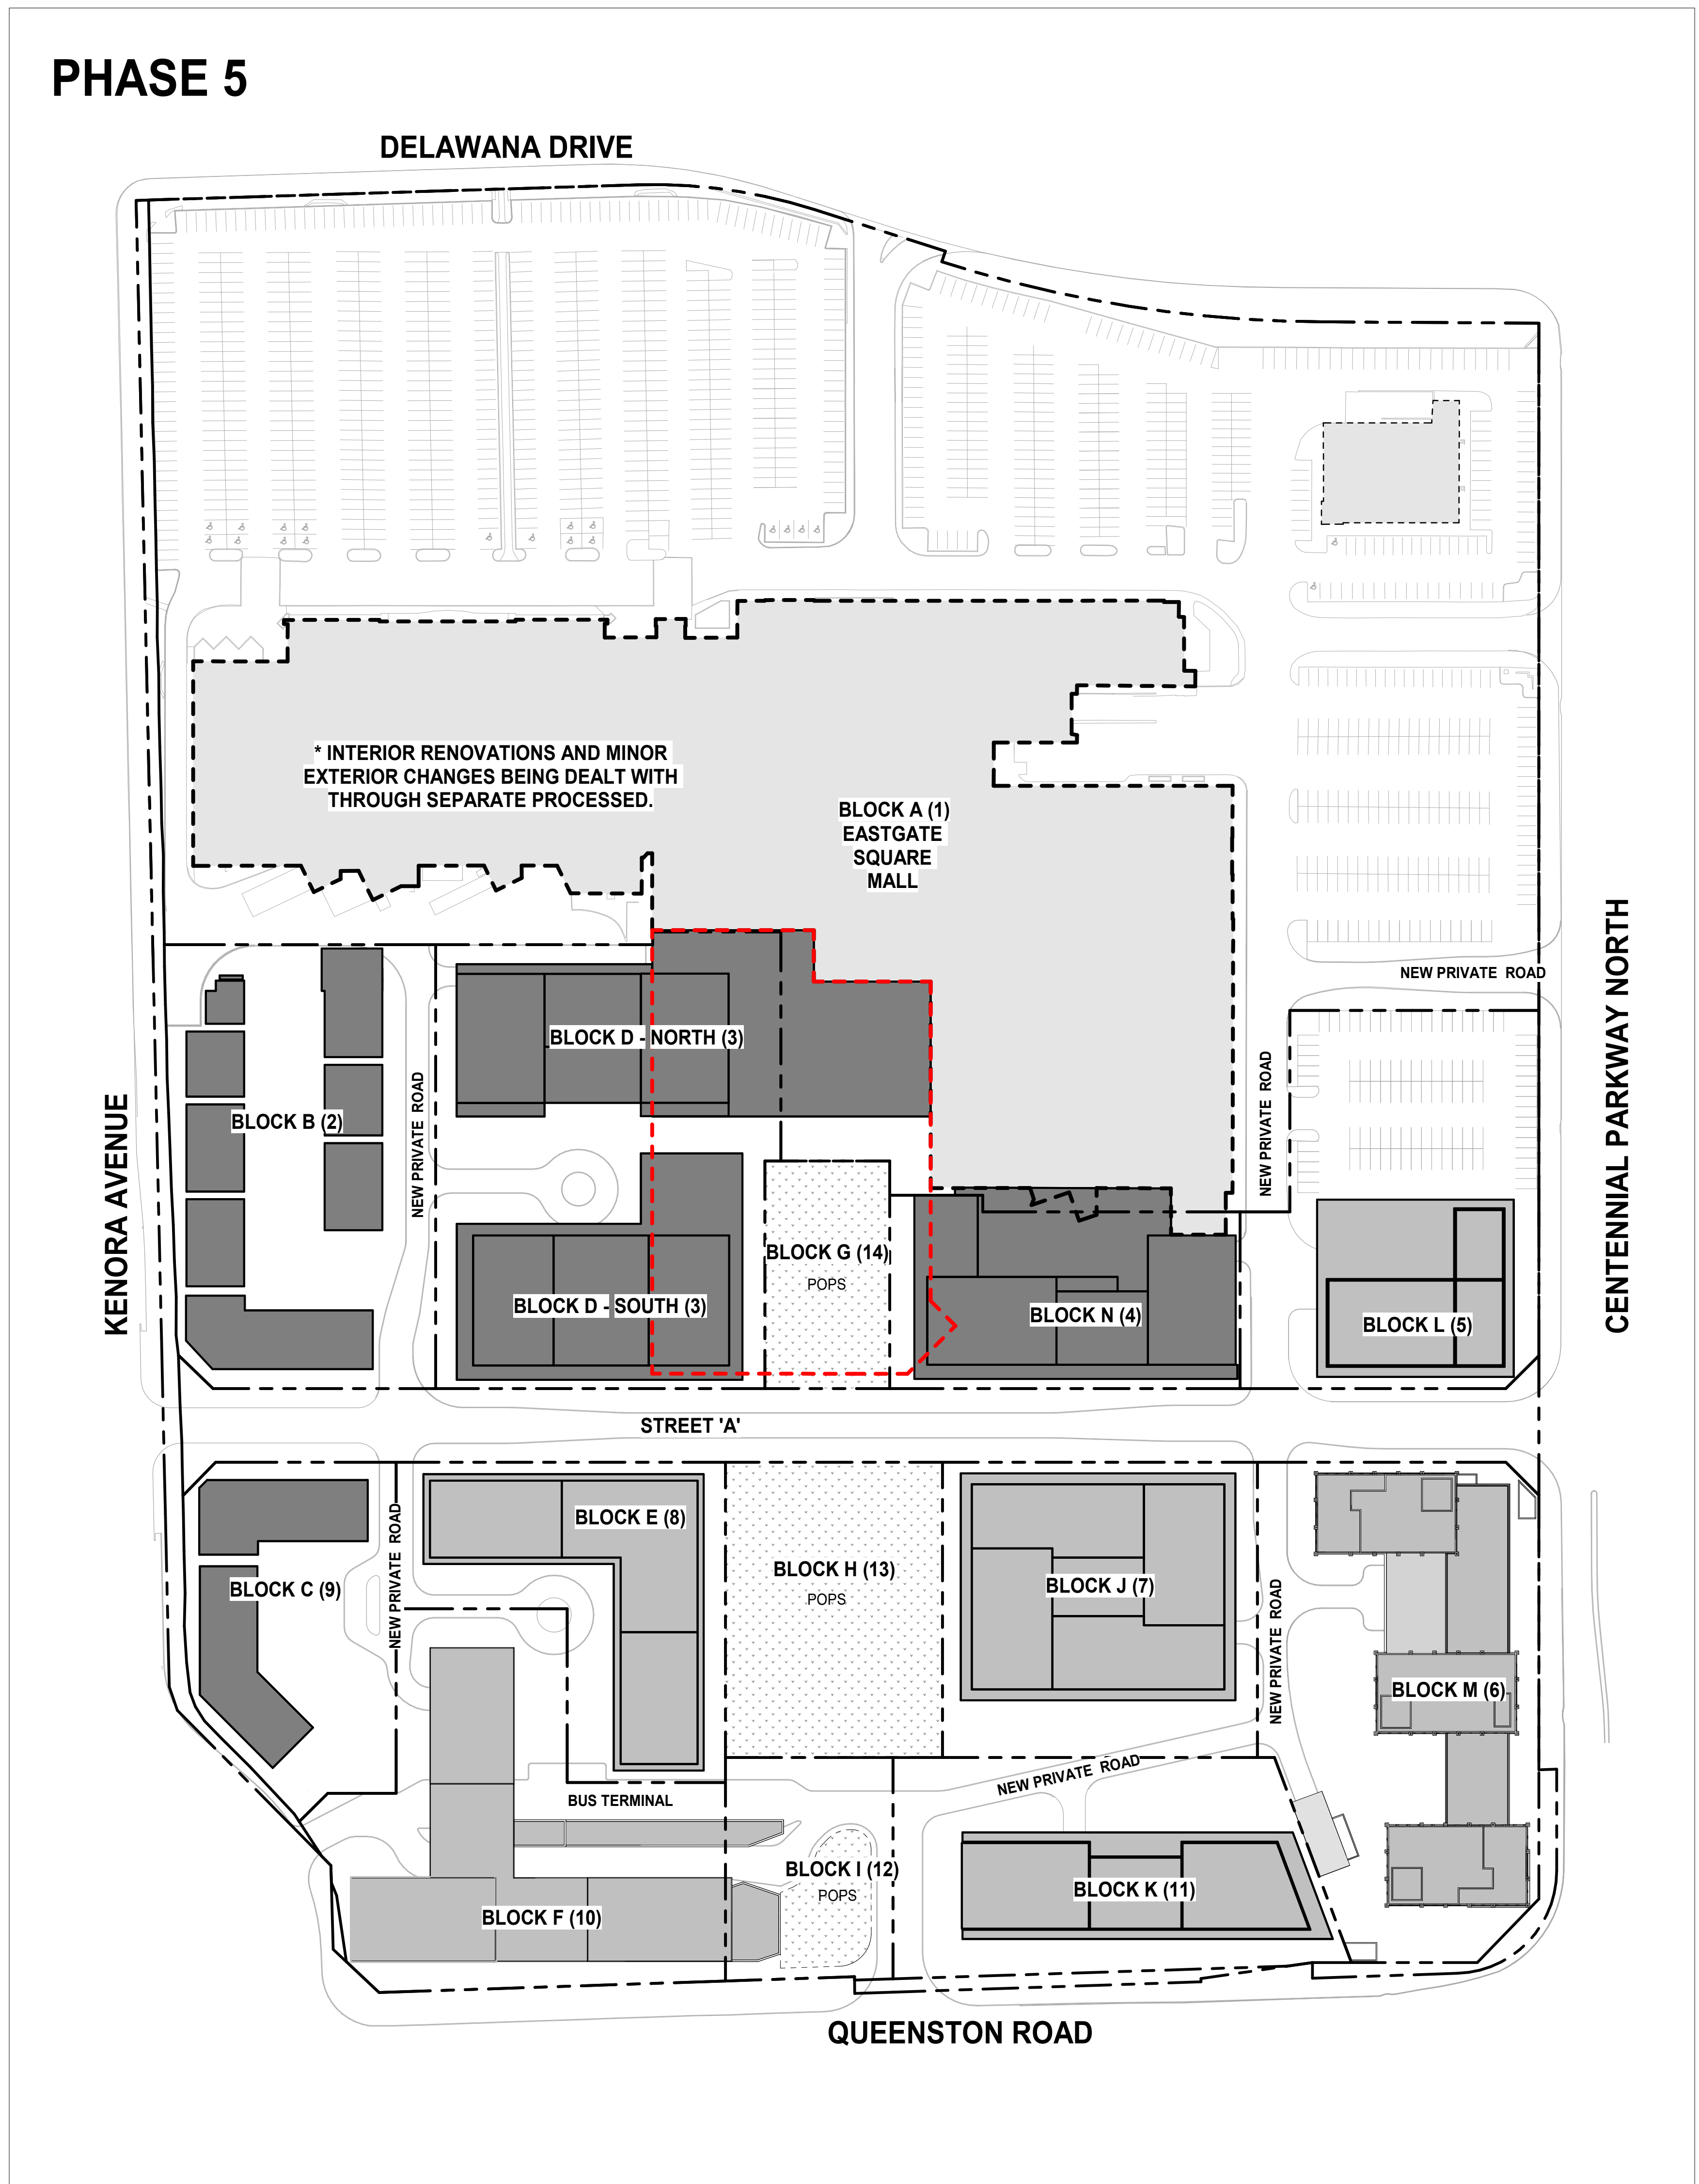 PHASE 5
DELAWANA DRIVE
* INTERIOR RENOVATIONS AND MINOR
EXTERIOR CHANGES BEING DEALT WITH
THROUGH SEPARATE PROCESSED.
BLOCK A (1)
EASTGATE
SQUARE
MALL
NEW PRIVATE ROAD
CENTENNIAL PARKWAY NORTH
KENORA AVENUE
BLOCK D - NORTH (3)
BLOCK B (2)
NEW PRIVATE ROAD
NEW PRIVATE ROAD
BLOCK G (14)
POPS
BLOCK D - SOUTH (3)
BLOCK N (4)
BLOCK L (5)
STREET 'A'
BLOCK E (8)
BLOCK C (9)
NEW PRIVATE ROAD
BLOCK H (13)
POPS
BLOCK J (7)
NEW PRIVATE ROAD
BLOCK M (6)
NEW PRIVATE ROAD
BUS TERMINAL
BLOCK I (12)
POPS
BLOCK K (11)
BLOCK F (10)
QUEENSTON ROAD